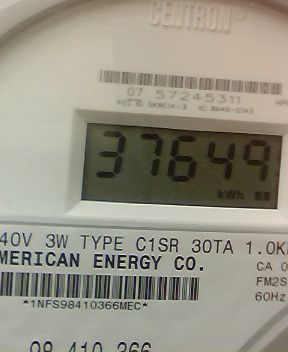 CENTRON
07 57245311
37649
kWh
40V 3W TYPE C1SR 30TA 1.0K
MERICAN ENERGY CO.
CA 0
FM2S
60Hz
*1NFS98410366MEC*
98 410 366